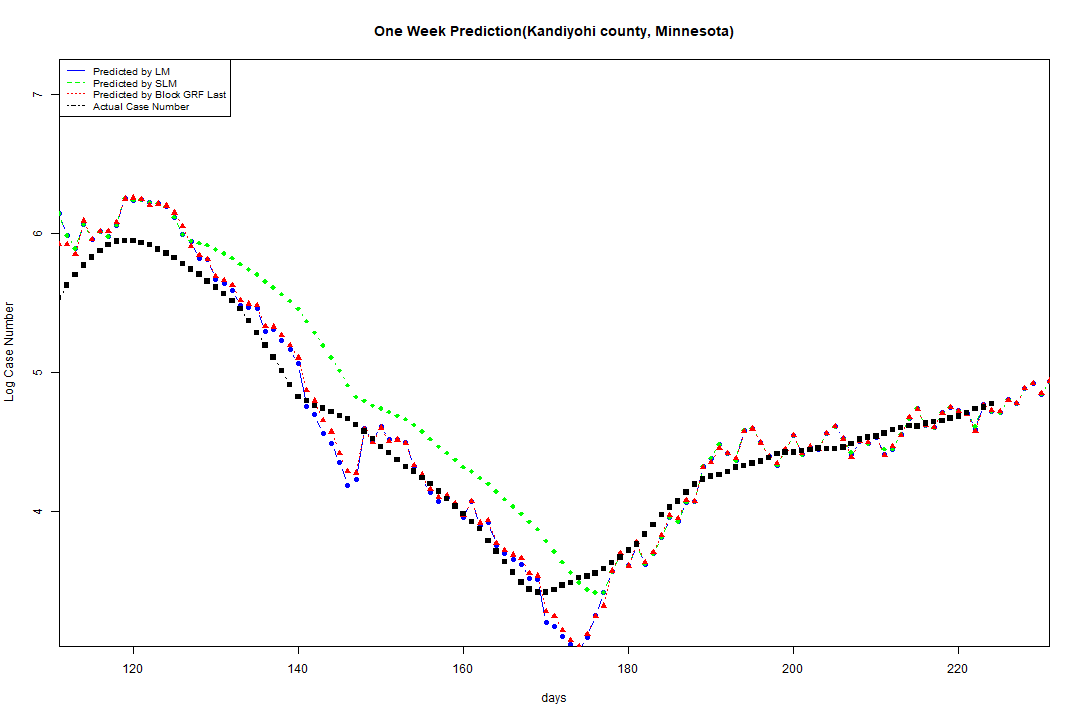 One Week Prediction(Kandiyohi county, Minnesota)
Predicted by LM
Predicted by SLM
Predicted by Block GRF Last
Actual Case Number
7
6
5
4
Log Case Number
120 140 160 180 200 220
days